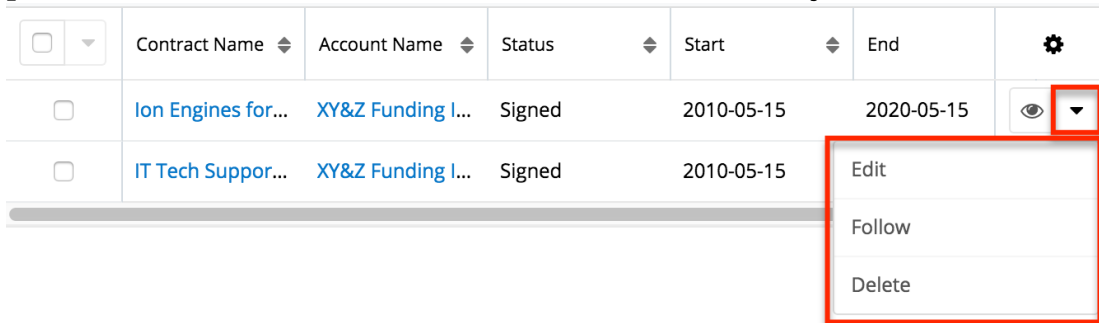 Contract Name Account Name Status Start End
Ion Engines for... XY&Z Funding I... Signed 2010-05-15 2020-05-15
IT Tech Suppor... XY&Z Funding I... Signed 2010-05-15
Edit
Follow
Delete